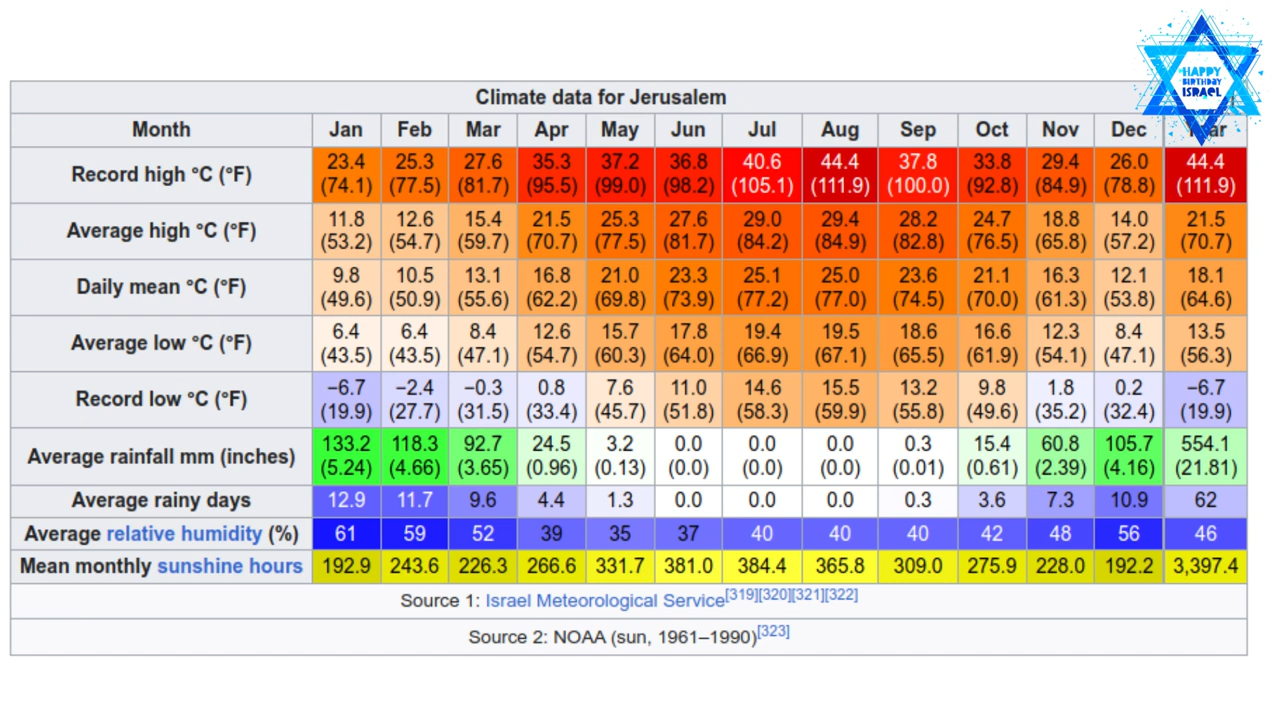 HAPPY
BIRTHDAY
ISRAEL
Climate data for Jerusalem
Month Jan Feb Mar Apr May Jun Jul Aug Sep Oct Nov Dec
Record high °C (°F) 23.4 (74.1) 25.3 (77.5) 27.6 (81.7) 35.3 (95.5) 37.2 (99.0) 36.8 (98.2) 40.6 (105.1) 44.4 (111.9) 37.8 (100.0) 33.8 (92.8) 29.4 (84.9) 26.0 (78.8) 44.4 (111.9)
Average high °C (°F) 11.8 (53.2) 12.6 (54.7) 15.4 (59.7) 21.5 (70.7) 25.3 (77.5) 27.6 (81.7) 29.0 (84.2) 29.4 (84.9) 28.2 (82.8) 24.7 (76.5) 18.8 (65.8) 14.0 (57.2) 21.5 (70.7)
Daily mean °C (°F) 9.8 (49.6) 10.5 (50.9) 13.1 (55.6) 16.8 (62.2) 21.0 (69.8) 23.3 (73.9) 25.1 (77.2) 25.0 (77.0) 23.6 (74.5) 21.1 (70.0) 16.3 (61.3) 12.1 (53.8) 18.1 (64.6)
Average low °C (°F) 6.4 (43.5) 6.4 (43.5) 8.4 (47.1) 12.6 (54.7) 15.7 (60.3) 17.8 (64.0) 19.4 (66.9) 19.5 (67.1) 18.6 (65.5) 16.6 (61.9) 12.3 (54.1) 8.4 (47.1) 13.5 (56.3)
Record low °C (°F) −6.7 (19.9) −2.4 (27.7) −0.3 (31.5) 0.8 (33.4) 7.6 (45.7) 11.0 (51.8) 14.6 (58.3) 15.5 (59.9) 13.2 (55.8) 9.8 (49.6) 1.8 (35.2) 0.2 (32.4) −6.7 (19.9)
Average rainfall mm (inches) 133.2 (5.24) 118.3 (4.66) 92.7 (3.65) 24.5 (0.96) 3.2 (0.13) 0.0 (0.0) 0.0 (0.0) 0.0 (0.0) 0.3 (0.01) 15.4 (0.61) 60.8 (2.39) 105.7 (4.16) 554.1 (21.81)
Average rainy days 12.9 11.7 9.6 4.4 1.3 0.0 0.0 0.0 0.3 3.6 7.3 10.9 62
Average relative humidity (%) 61 59 52 39 35 37 40 40 40 42 48 56 46
Mean monthly sunshine hours 192.9 243.6 226.3 266.6 331.7 381.0 384.4 365.8 309.0 275.9 228.0 192.2 3,397.4
Source 1: Israel Meteorological Service[319][320][321][322]
Source 2: NOAA (sun, 1961–1990)[323]